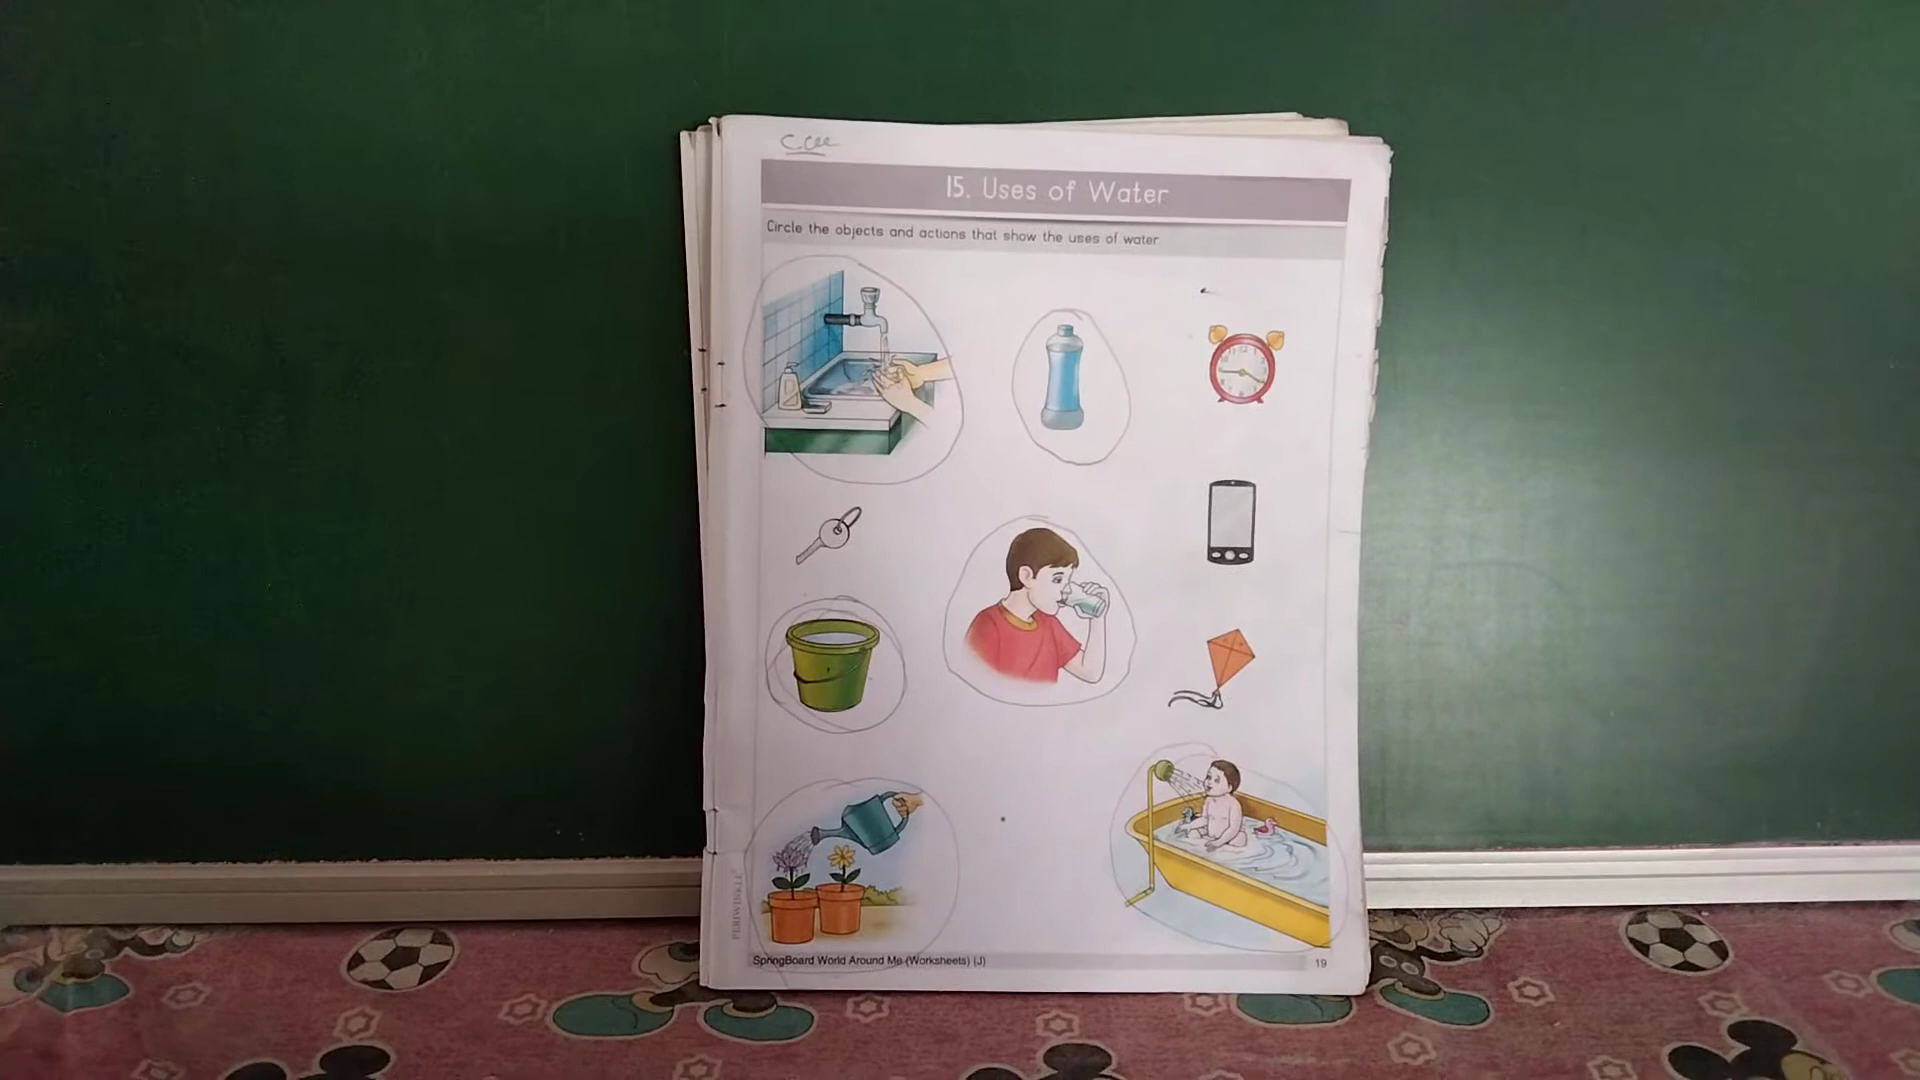 15. Uses of Water
Circle the objects and actions that show the uses of water.
PERIWINKLE
SpringBoard World Around Me (Worksheets) (J)
19